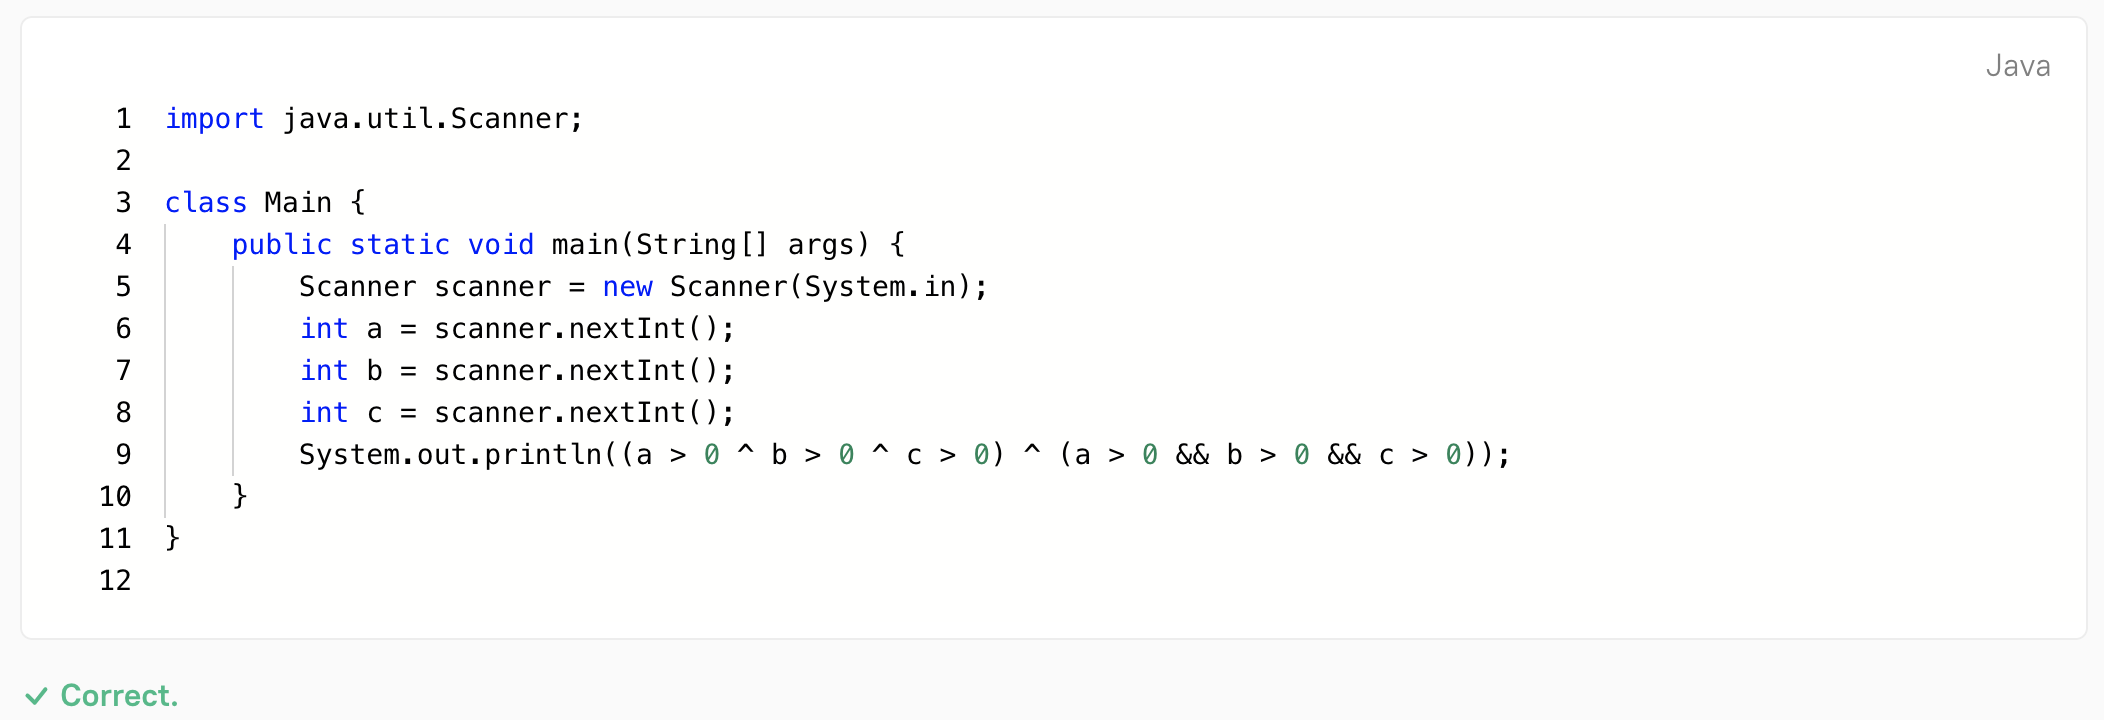 Java
1 import java.util.Scanner;
2
3 class Main {
4     public static void main(String[] args) {
5         Scanner scanner = new Scanner(System.in);
6         int a = scanner.nextInt();
7         int b = scanner.nextInt();
8         int c = scanner.nextInt();
9         System.out.println((a > 0 ^ b > 0 ^ c > 0) ^ (a > 0 && b > 0 && c > 0));
10     }
11 }
12
✓ Correct.